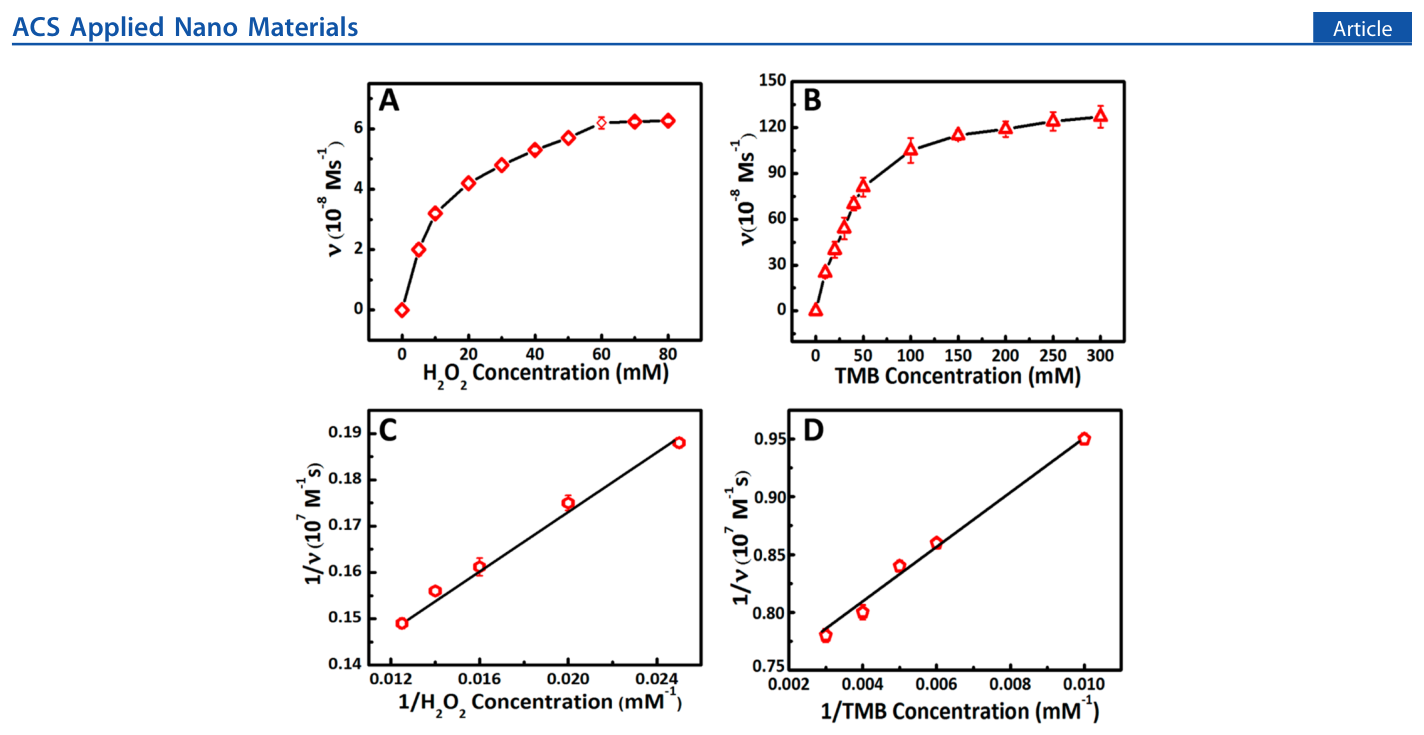 ACS Applied Nano Materials
Article
A
ν (10⁻⁸ Ms⁻¹)
6
4
2
0
0 20 40 60 80
H₂O₂ Concentration (mM)
B
ν(10⁻⁸ Ms⁻¹)
150
120
90
60
30
0
0 50 100 150 200 250 300
TMB Concentration (mM)
C
1/ν (10⁷ M⁻¹s)
0.19
0.18
0.17
0.16
0.15
0.14
0.012 0.016 0.020 0.024
1/H₂O₂ Concentration (mM⁻¹)
D
1/ν (10⁷ M⁻¹s)
0.95
0.90
0.85
0.80
0.75
0.002 0.004 0.006 0.008 0.010
1/TMB Concentration (mM⁻¹)